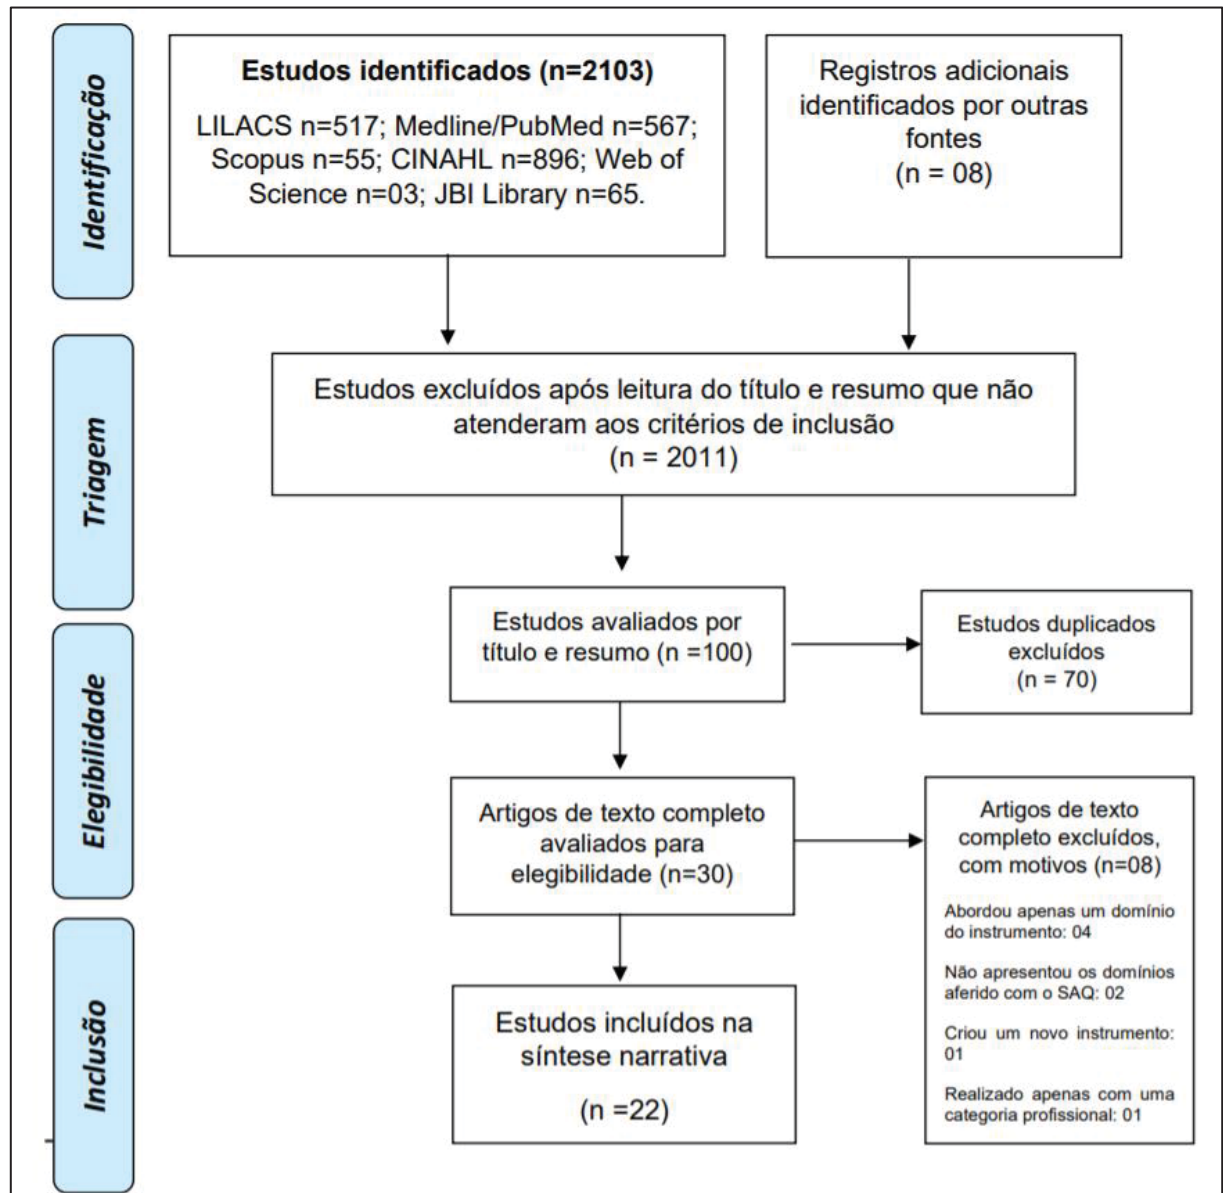 Identificação
Estudos identificados (n=2103)
LILACS n=517; Medline/PubMed n=567;
Scopus n=55; CINAHL n=896; Web of
Science n=03; JBI Library n=65.
Registros adicionais
identificados por outras
fontes
(n = 08)
Triagem
Estudos excluídos após leitura do título e resumo que não
atenderam aos critérios de inclusão
(n = 2011)
Elegibilidade
Estudos avaliados por
título e resumo (n =100)
Estudos duplicados
excluídos
(n = 70)
Artigos de texto completo
avaliados para
elegibilidade (n=30)
Artigos de texto
completo excluídos,
com motivos (n=08)
Abordou apenas um domínio
do instrumento: 04
Não apresentou os domínios
aferido com o SAQ: 02
Criou um novo instrumento:
01
Realizado apenas com uma
categoria profissional: 01
Inclusão
Estudos incluídos na
síntese narrativa
(n =22)